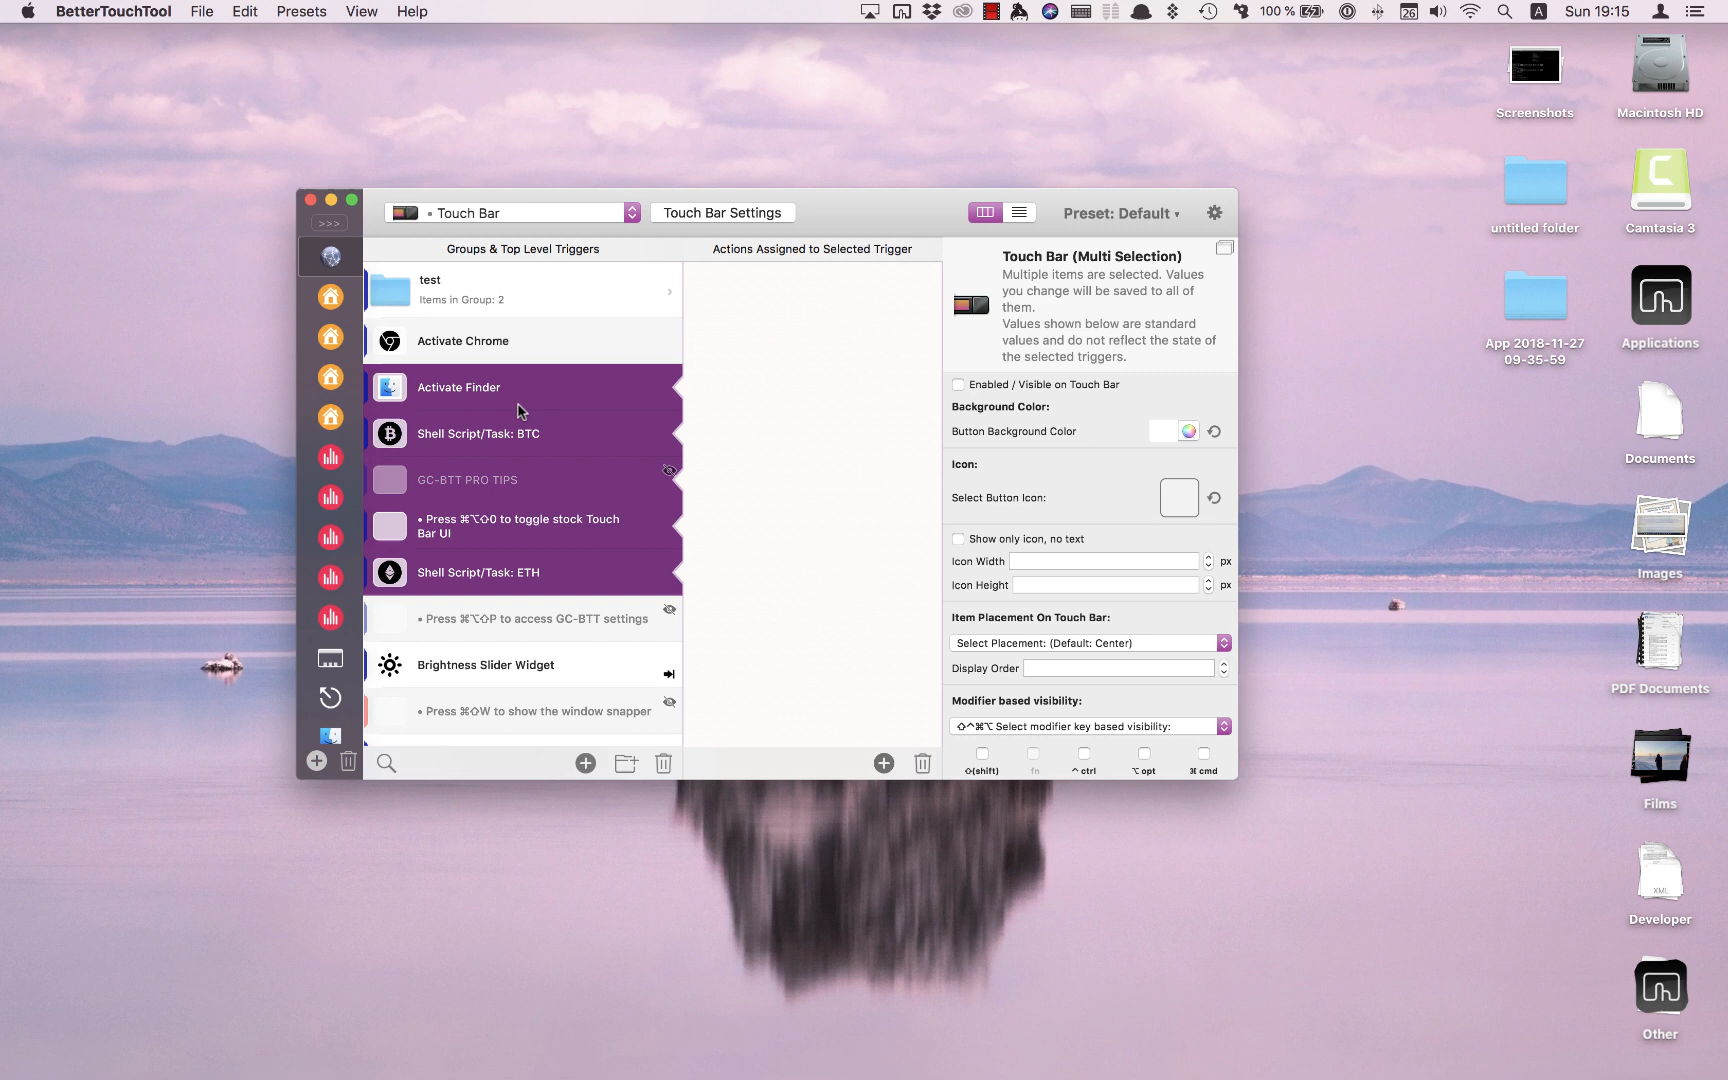 BetterTouchTool File Edit Presets View Help
100 % 26 A Sun 19:15
Screenshots
Macintosh HD
untitled folder
Camtasia 3
App 2018-11-27
09-35-59
Applications
Documents
Images
PDF Documents
Films
XML
Developer
Other
>>>
• Touch Bar
Touch Bar Settings
Preset: Default ▾
Groups & Top Level Triggers
Actions Assigned to Selected Trigger
test
Items in Group: 2
Activate Chrome
Activate Finder
Shell Script/Task: BTC
GC-BTT PRO TIPS
• Press ⌘⌥⇧0 to toggle stock Touch
Bar UI
Shell Script/Task: ETH
• Press ⌘⌥⇧P to access GC-BTT settings
Brightness Slider Widget
• Press ⌘⇧W to show the window snapper
Touch Bar (Multi Selection)
Multiple items are selected. Values
you change will be saved to all of
them.
Values shown below are standard
values and do not reflect the state of
the selected triggers.
Enabled / Visible on Touch Bar
Background Color:
Button Background Color
Icon:
Select Button Icon:
Show only icon, no text
Icon Width px
Icon Height px
Item Placement On Touch Bar:
Select Placement: (Default: Center)
Display Order
Modifier based visibility:
⇧^⌘⌥ Select modifier key based visibility:
⇧(shift) fn ^ ctrl ⌥ opt ⌘ cmd